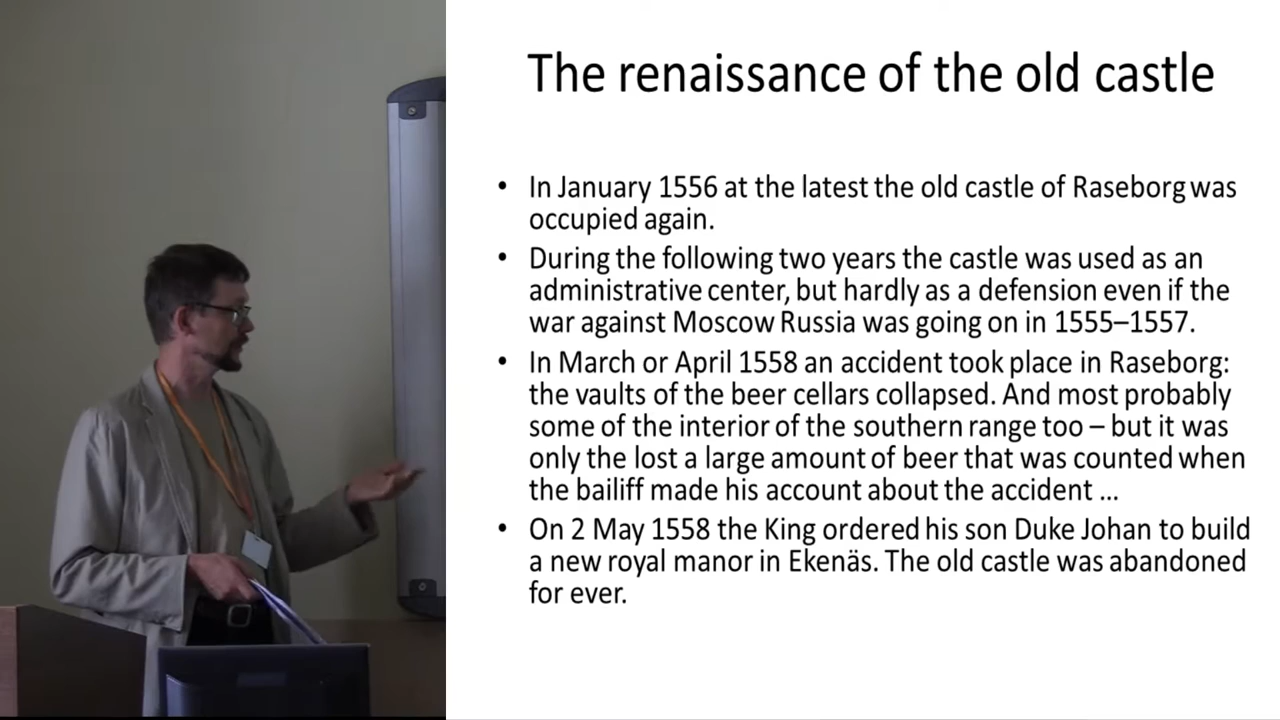 The renaissance of the old castle
• In January 1556 at the latest the old castle of Raseborg was
occupied again.
• During the following two years the castle was used as an
administrative center, but hardly as a defension even if the
war against Moscow Russia was going on in 1555–1557.
• In March or April 1558 an accident took place in Raseborg:
the vaults of the beer cellars collapsed. And most probably
some of the interior of the southern range too – but it was
only the lost a large amount of beer that was counted when
the bailiff made his account about the accident ...
• On 2 May 1558 the King ordered his son Duke Johan to build
a new royal manor in Ekenäs. The old castle was abandoned
for ever.